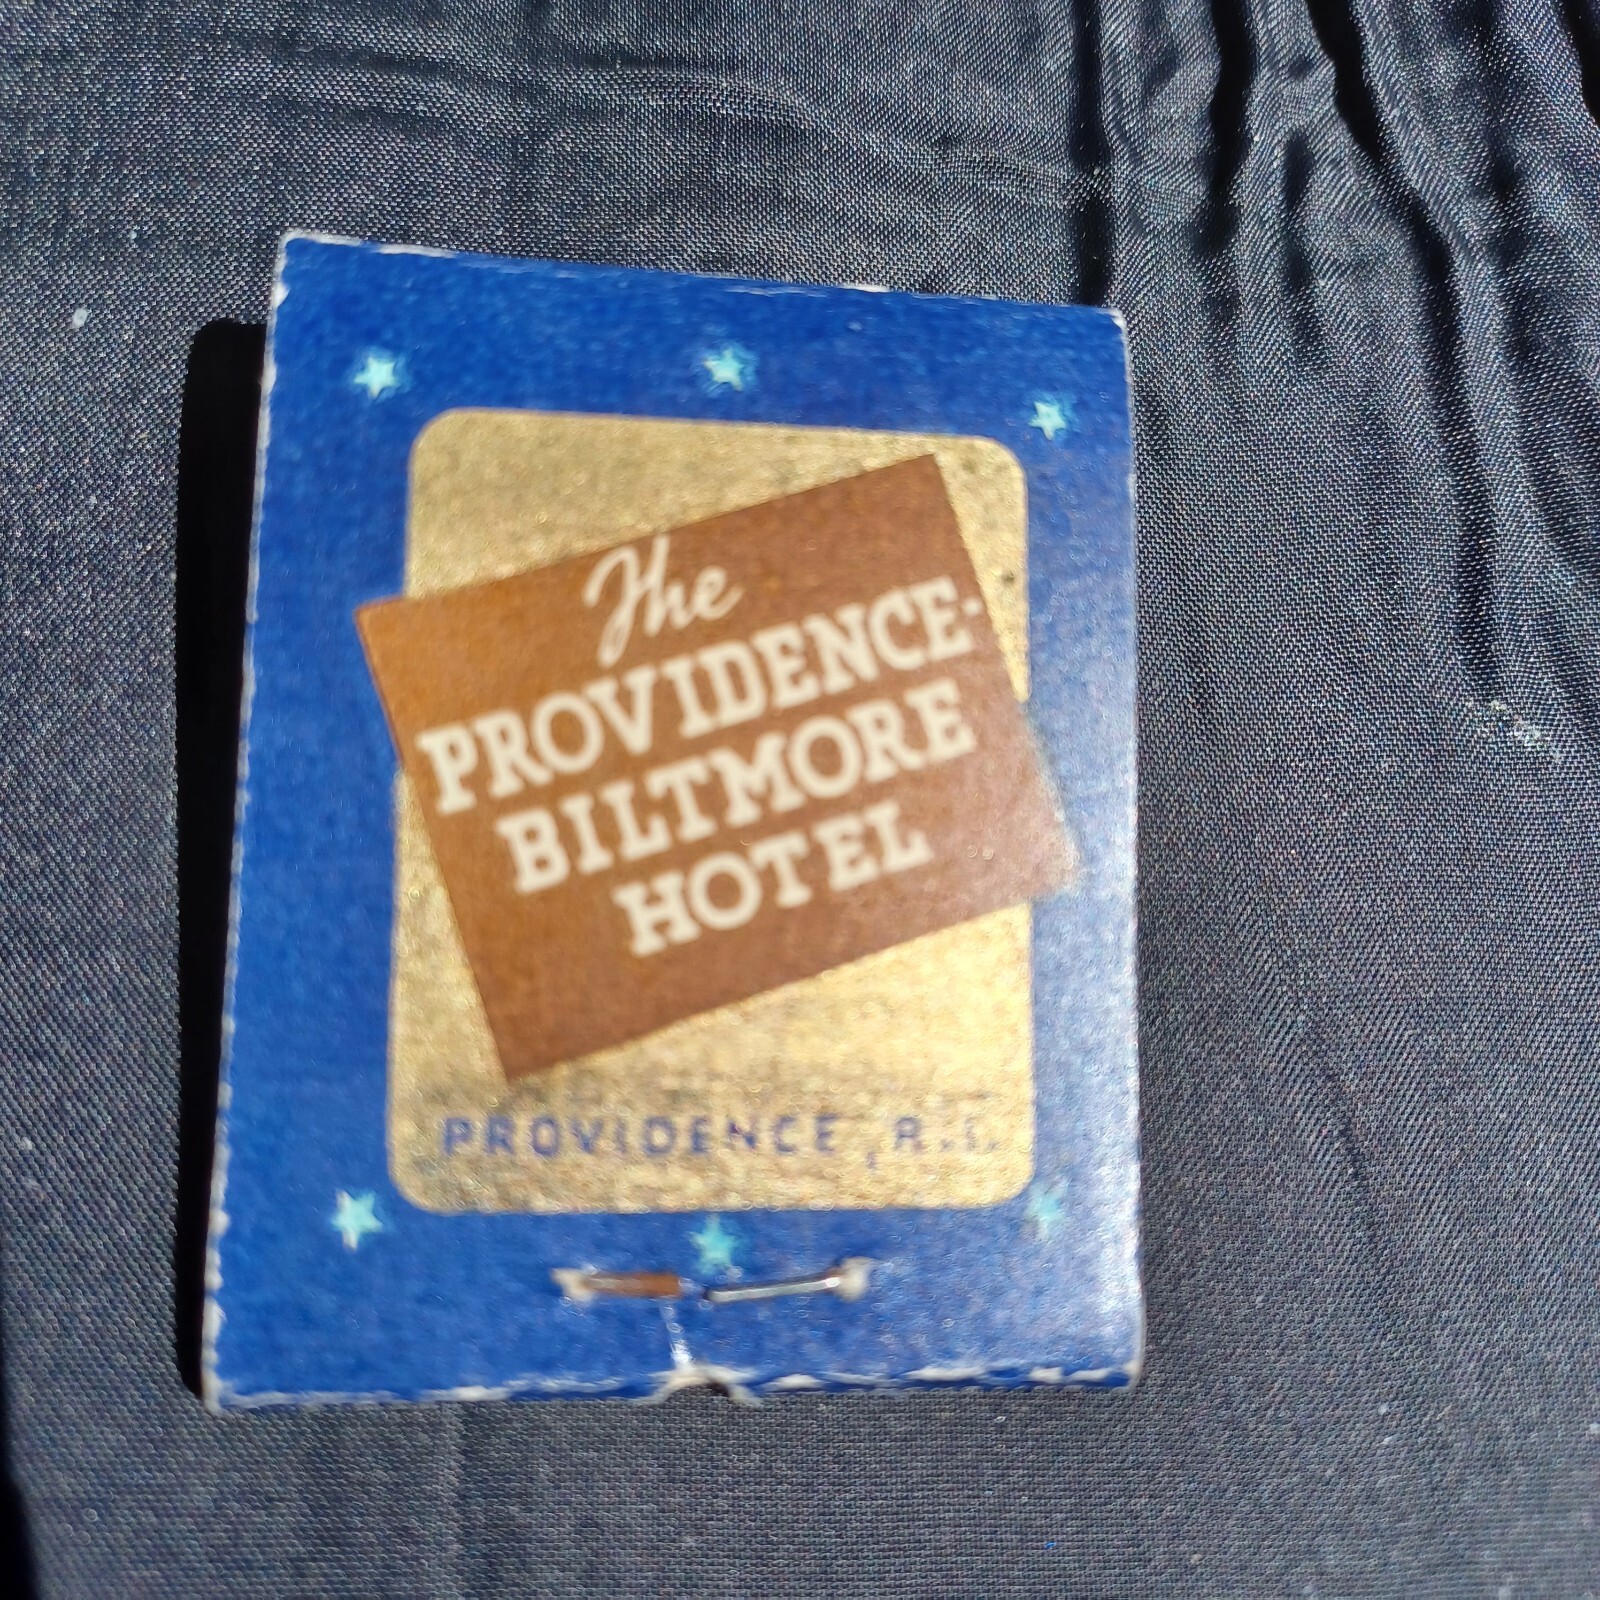 The
PROVIDENCE-
BILTMORE
HOTEL
PROVIDENCE, R.I.